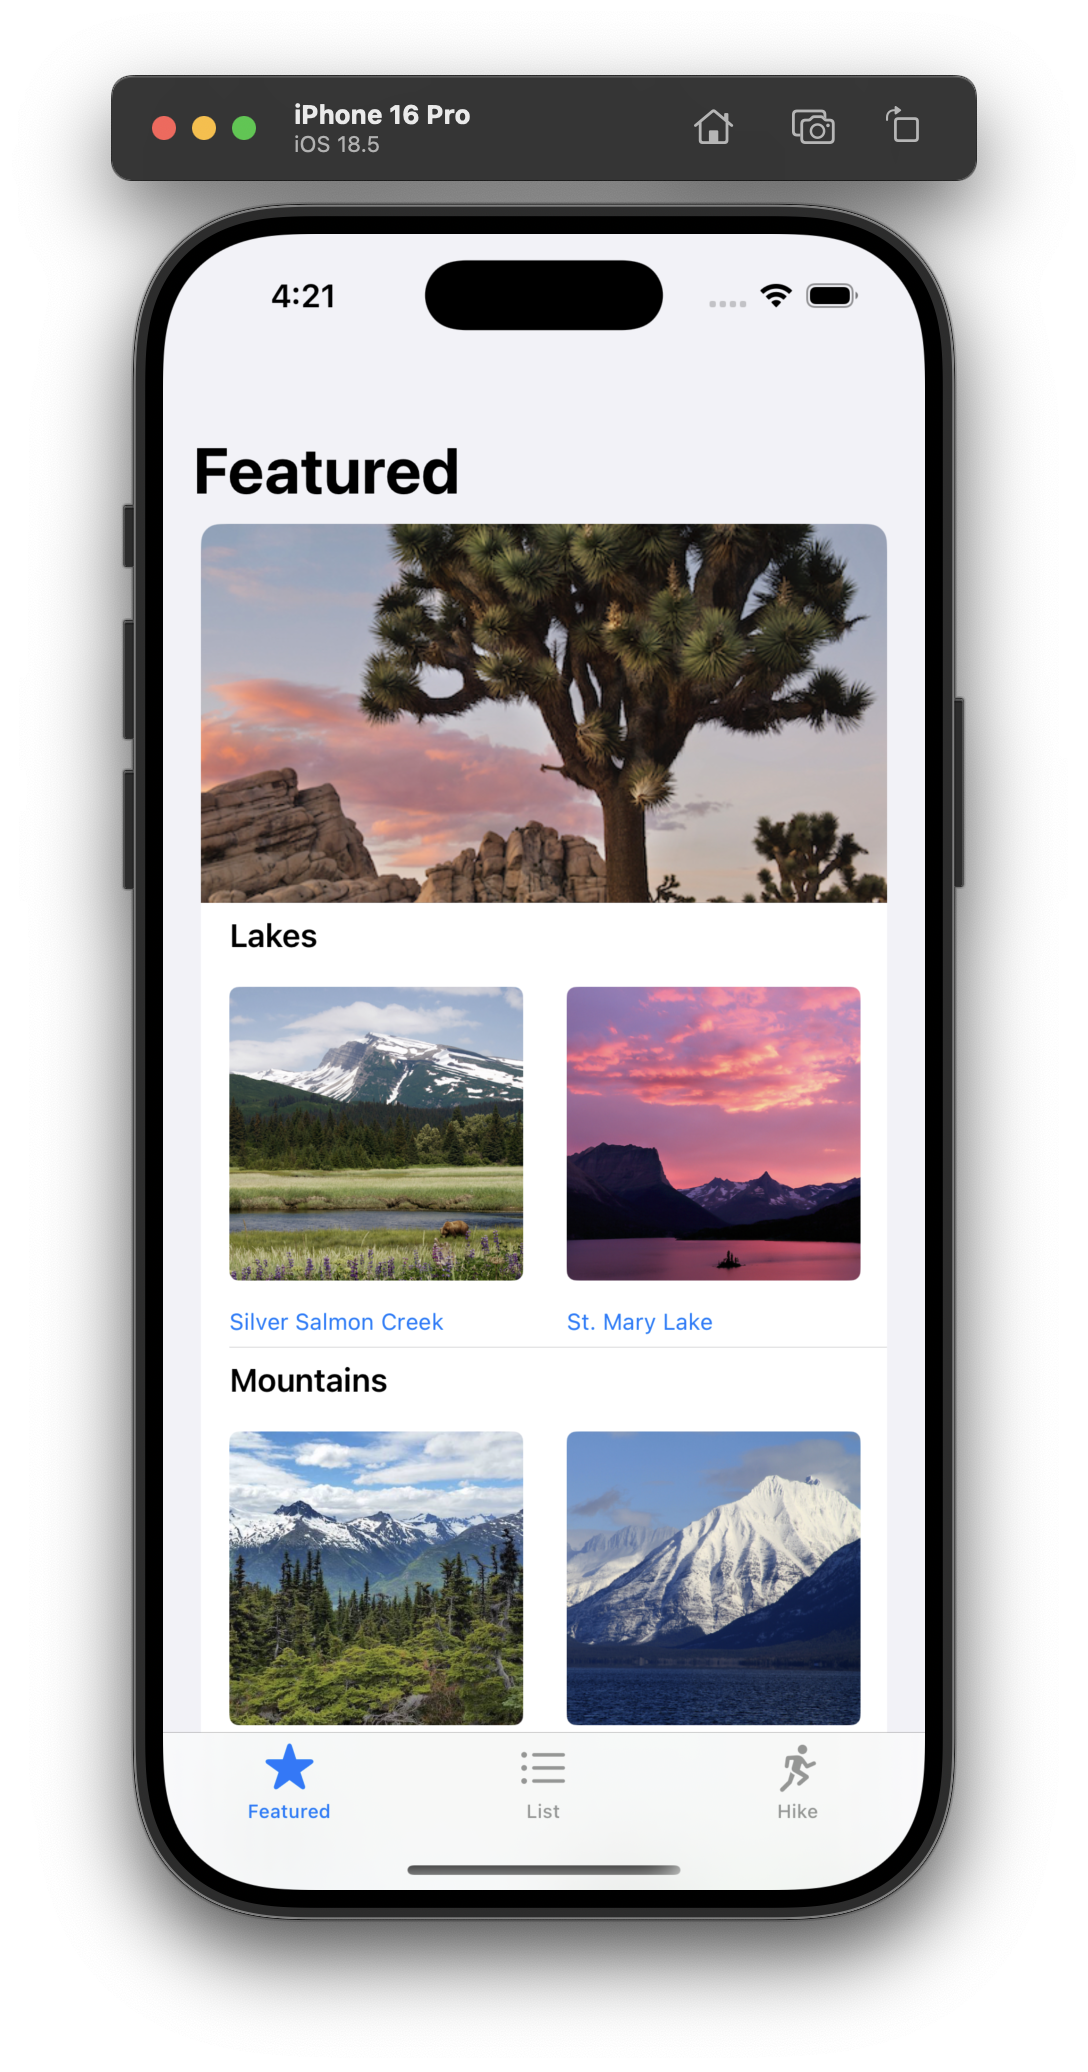 iPhone 16 Pro
iOS 18.5
4:21
Featured
Lakes
Silver Salmon Creek
St. Mary Lake
Mountains
Featured
List
Hike